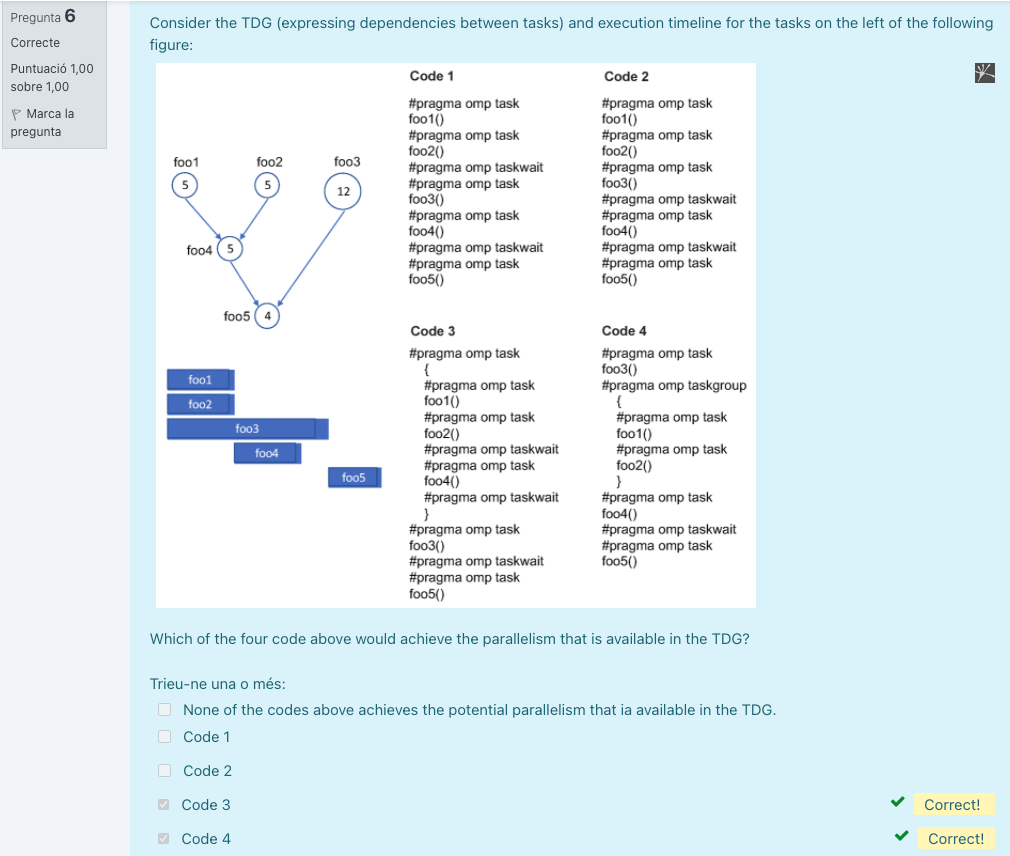 Pregunta 6
Correcte
Puntuació 1,00
sobre 1,00
Marca la
pregunta
Consider the TDG (expressing dependencies between tasks) and execution timeline for the tasks on the left of the following
figure:
foo1
foo2
foo3
5
5
12
foo4
5
foo5
4
foo1
foo2
foo3
foo4
foo5
Code 1
#pragma omp task
foo1()
#pragma omp task
foo2()
#pragma omp taskwait
#pragma omp task
foo3()
#pragma omp task
foo4()
#pragma omp taskwait
#pragma omp task
foo5()
Code 2
#pragma omp task
foo1()
#pragma omp task
foo2()
#pragma omp task
foo3()
#pragma omp taskwait
#pragma omp task
foo4()
#pragma omp taskwait
#pragma omp task
foo5()
Code 3
#pragma omp task
{
#pragma omp task
foo1()
#pragma omp task
foo2()
#pragma omp taskwait
#pragma omp task
foo4()
#pragma omp taskwait
}
#pragma omp task
foo3()
#pragma omp taskwait
#pragma omp task
foo5()
Code 4
#pragma omp task
foo3()
#pragma omp taskgroup
{
#pragma omp task
foo1()
#pragma omp task
foo2()
}
#pragma omp task
foo4()
#pragma omp taskwait
#pragma omp task
foo5()
Which of the four code above would achieve the parallelism that is available in the TDG?
Trieu-ne una o més:
None of the codes above achieves the potential parallelism that ia available in the TDG.
Code 1
Code 2
Code 3
Correct!
Code 4
Correct!